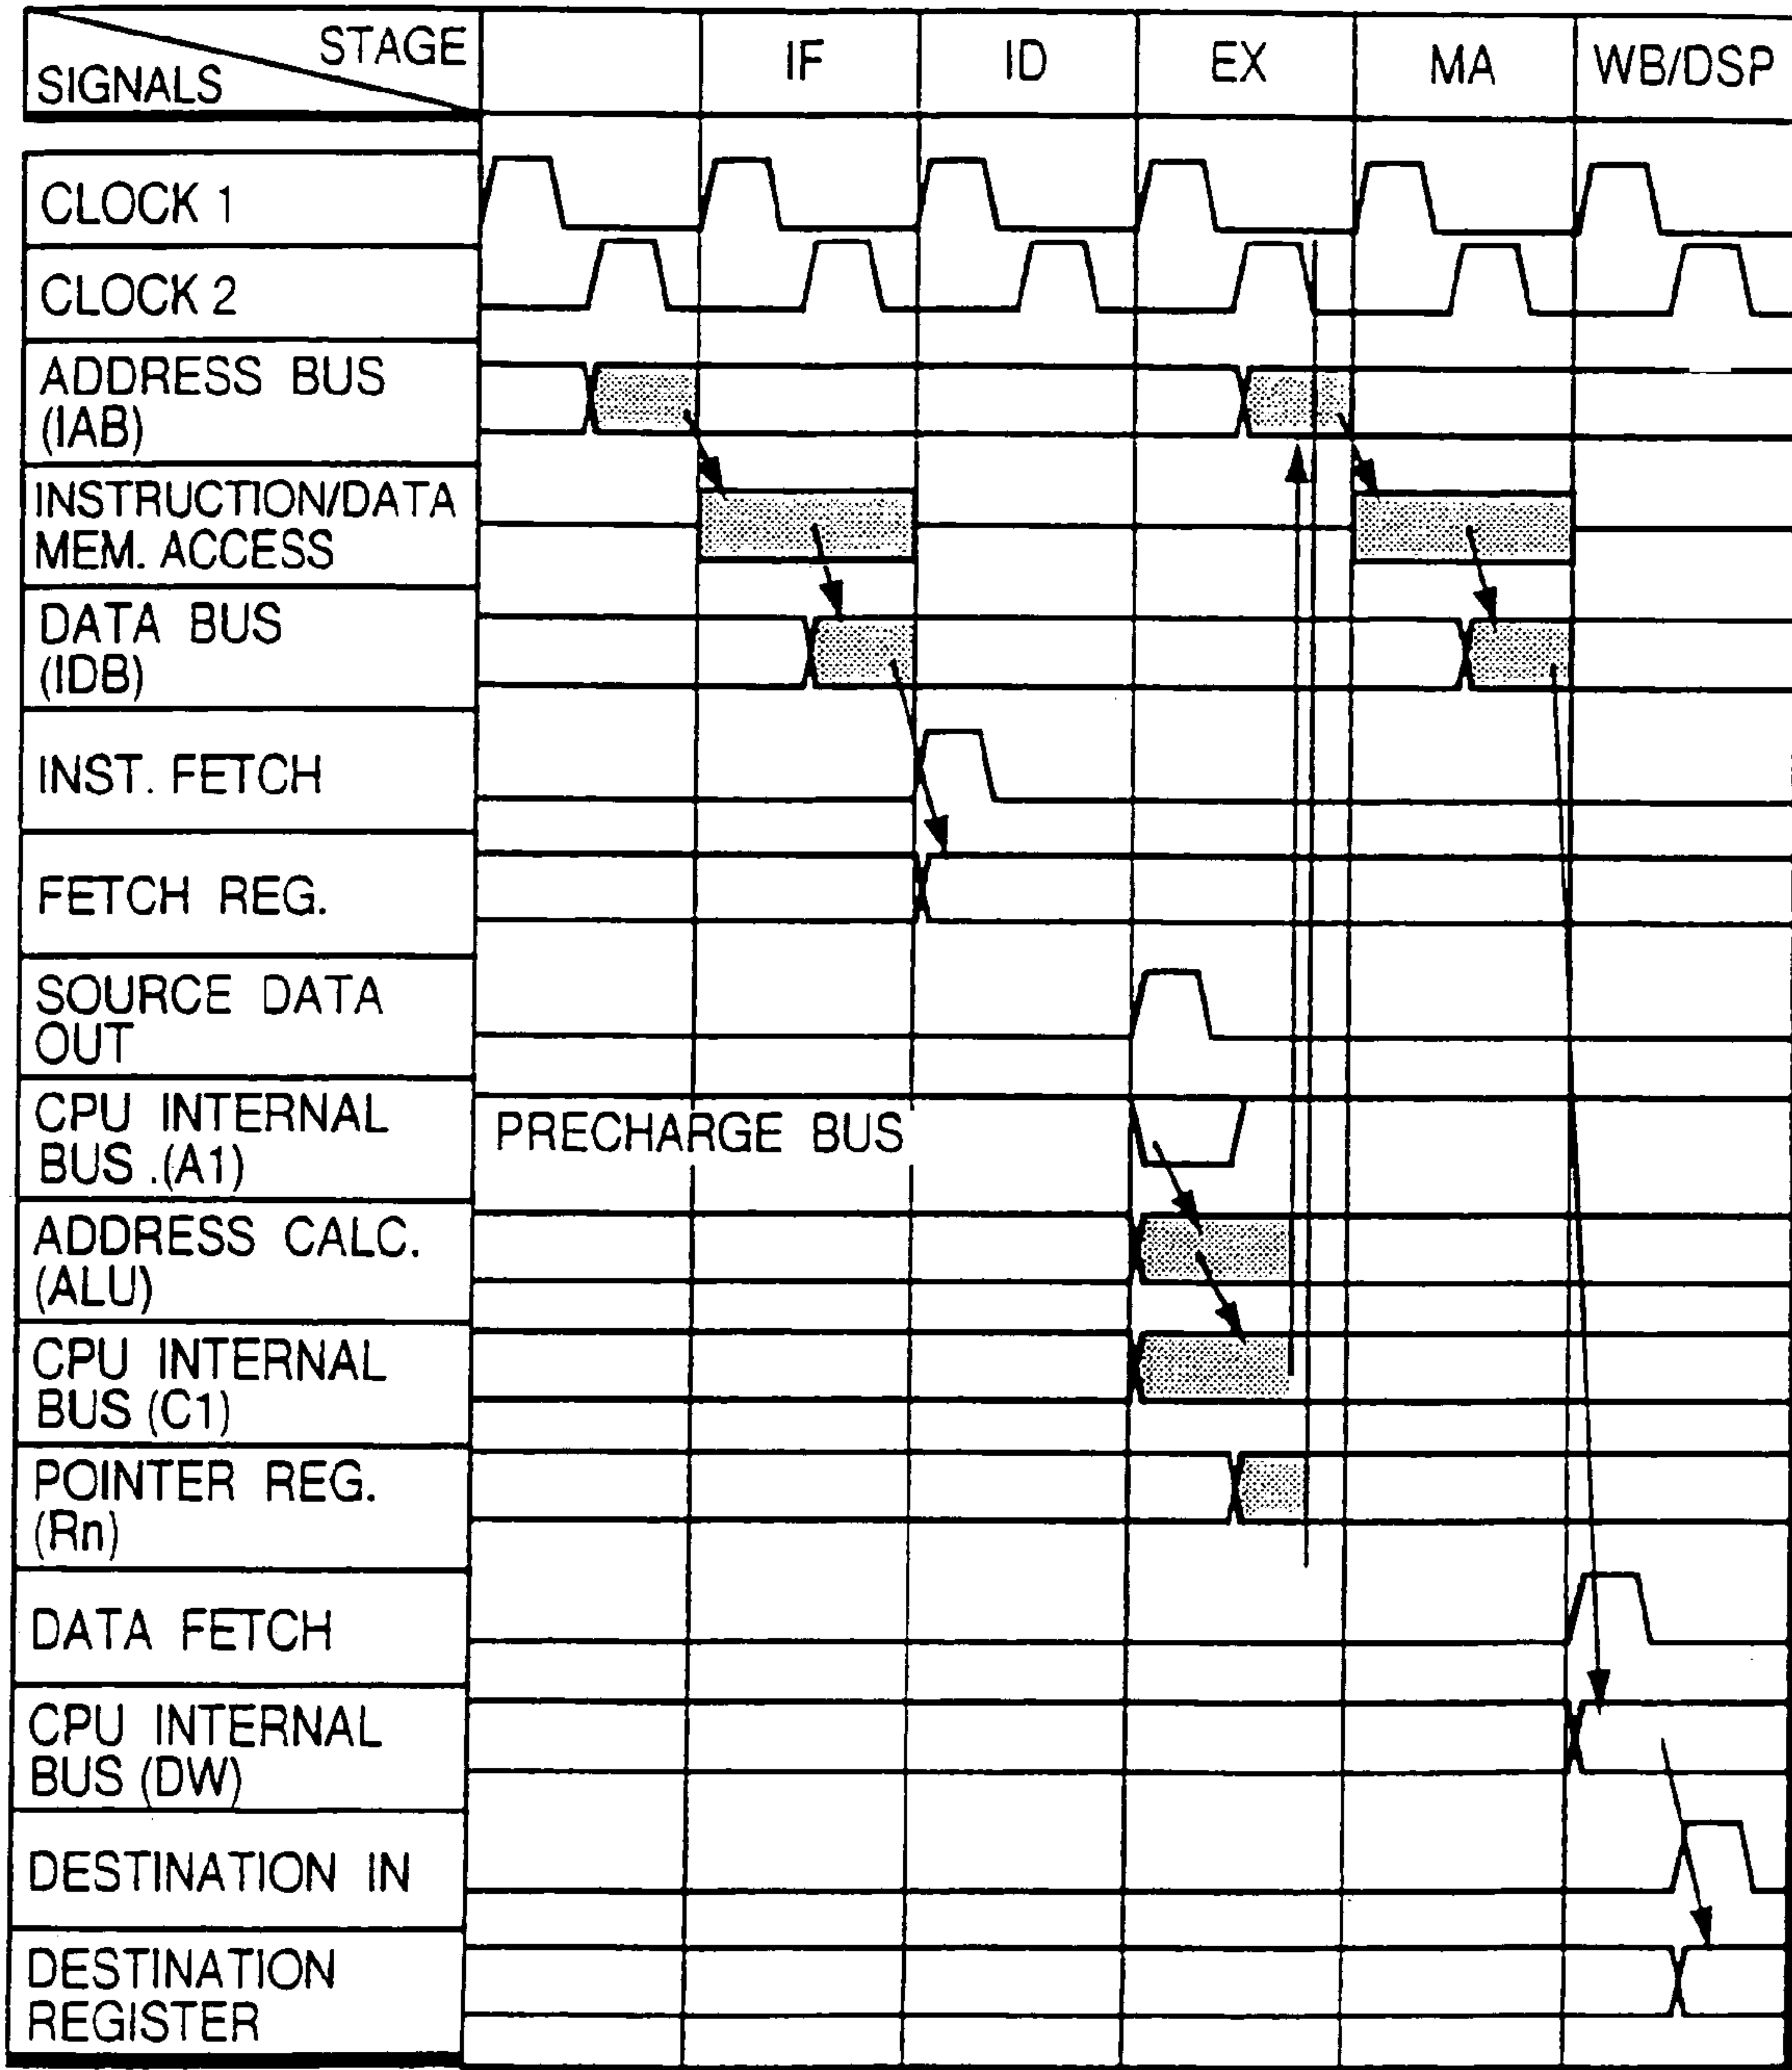 STAGE
SIGNALS
IF
ID
EX
MA
WB/DSP
CLOCK 1
CLOCK 2
ADDRESS BUS
(IAB)
INSTRUCTION/DATA
MEM. ACCESS
DATA BUS
(IDB)
INST. FETCH
FETCH REG.
SOURCE DATA
OUT
CPU INTERNAL
BUS .(A1)
PRECHARGE BUS
ADDRESS CALC.
(ALU)
CPU INTERNAL
BUS (C1)
POINTER REG.
(Rn)
DATA FETCH
CPU INTERNAL
BUS (DW)
DESTINATION IN
DESTINATION
REGISTER